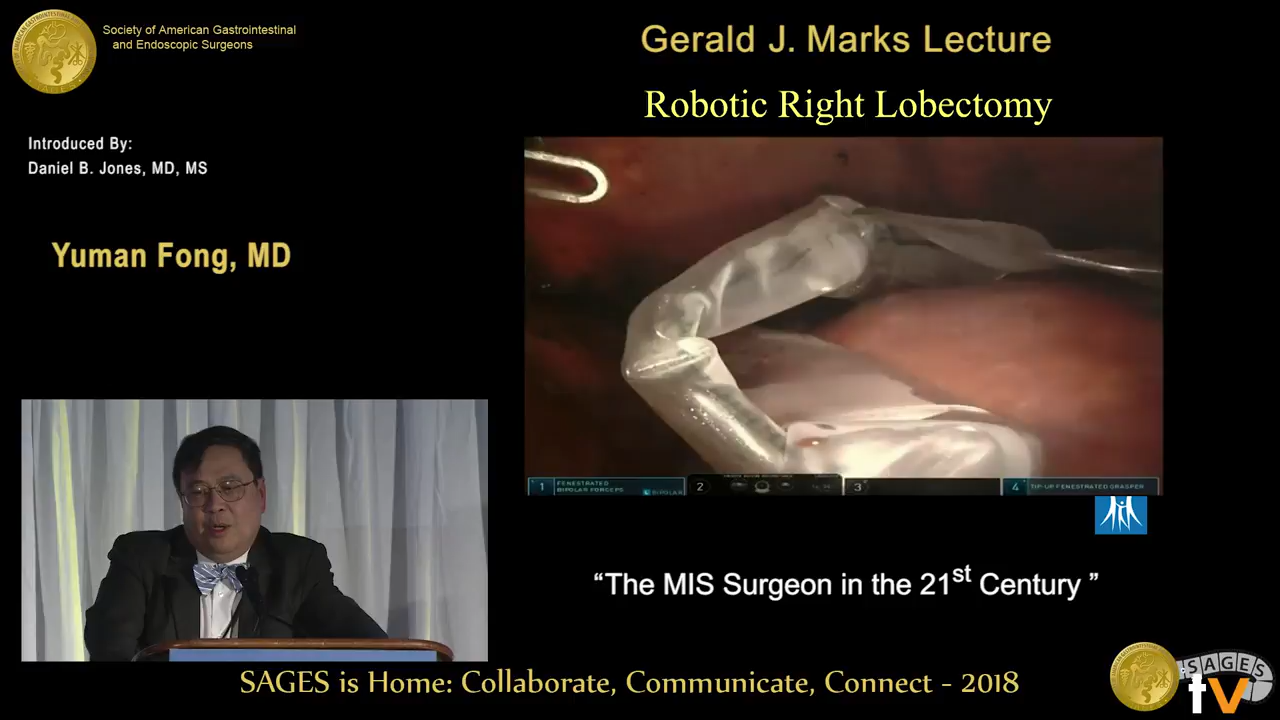 Society of American Gastrointestinal
and Endoscopic Surgeons
Gerald J. Marks Lecture
Robotic Right Lobectomy
Introduced By:
Daniel B. Jones, MD, MS
Yuman Fong, MD
1 FENESTRATED
BIPOLAR FORCEPS
BIPOLAR
2
3
4 TIP-UP FENESTRATED GRASPER
“The MIS Surgeon in the 21st Century ”
SAGES is Home: Collaborate, Communicate, Connect - 2018
SAGES
tv